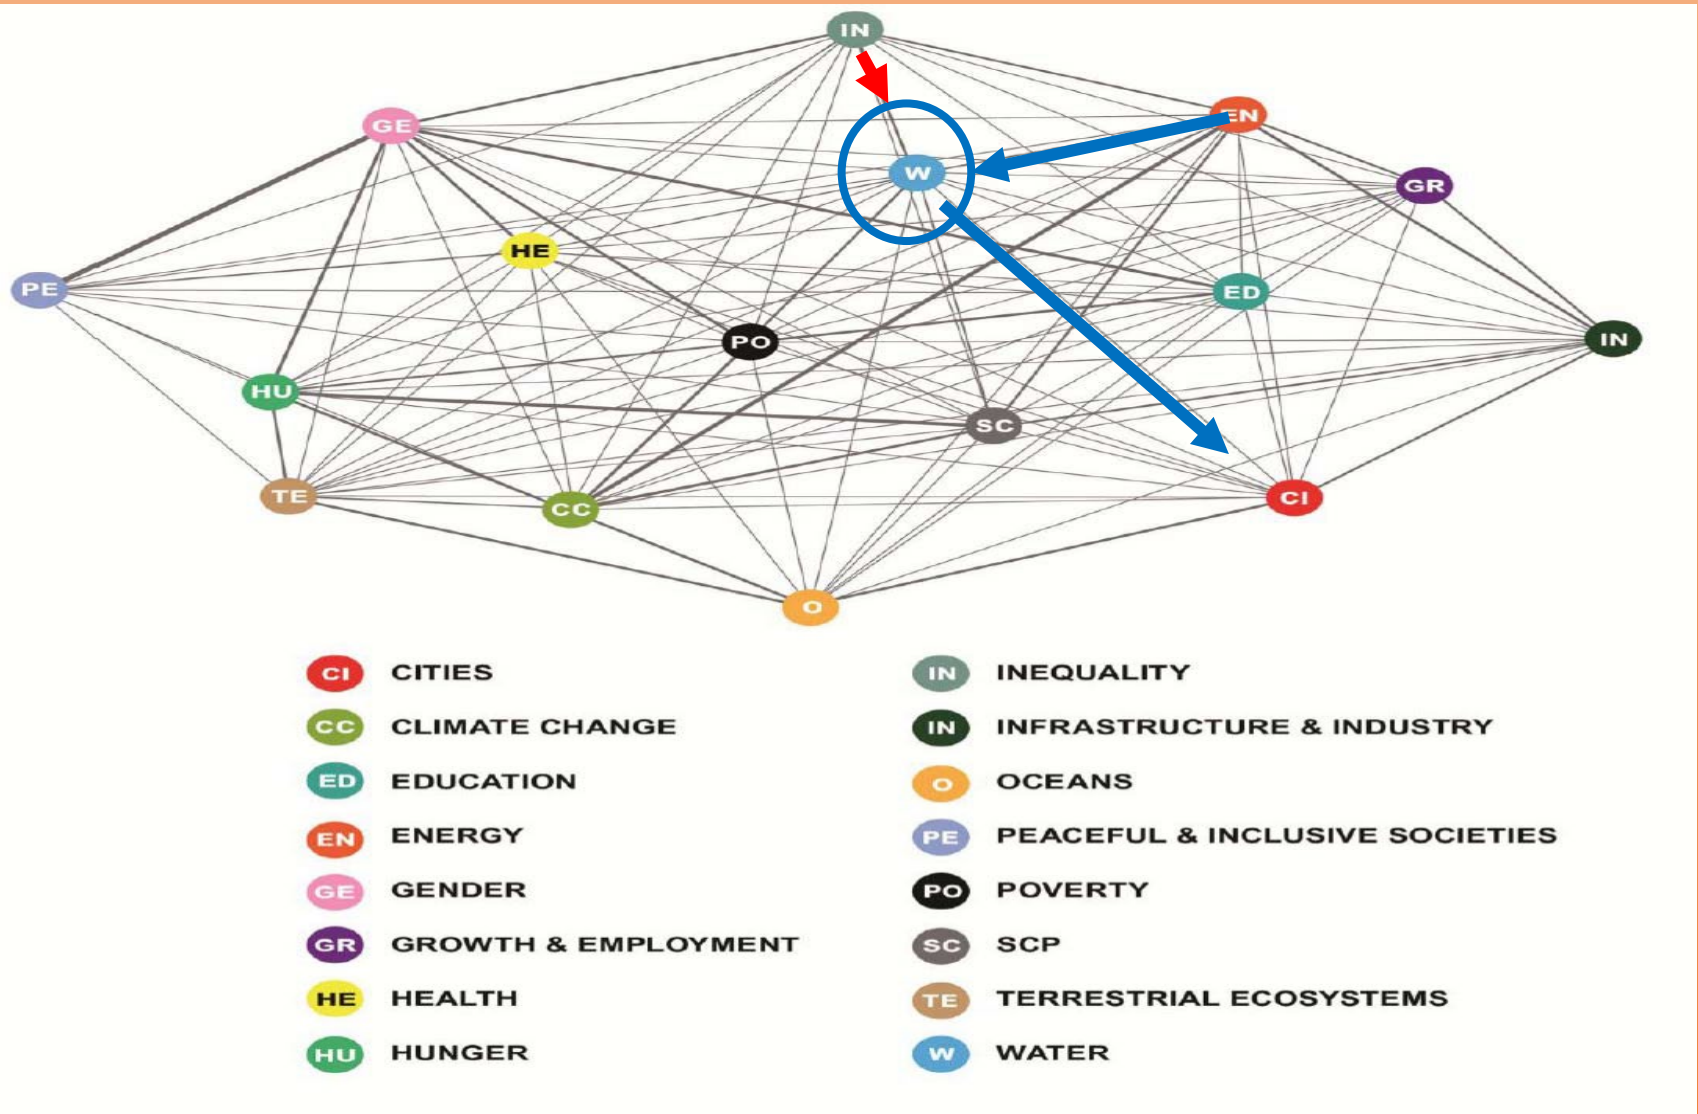 IN
GE
EN
W
GR
HE
PE
ED
PO
IN
HU
SC
TE
CC
CI
O
CI CITIES
CC CLIMATE CHANGE
ED EDUCATION
EN ENERGY
GE GENDER
GR GROWTH & EMPLOYMENT
HE HEALTH
HU HUNGER
IN INEQUALITY
IN INFRASTRUCTURE & INDUSTRY
O OCEANS
PE PEACEFUL & INCLUSIVE SOCIETIES
PO POVERTY
SC SCP
TE TERRESTRIAL ECOSYSTEMS
W WATER